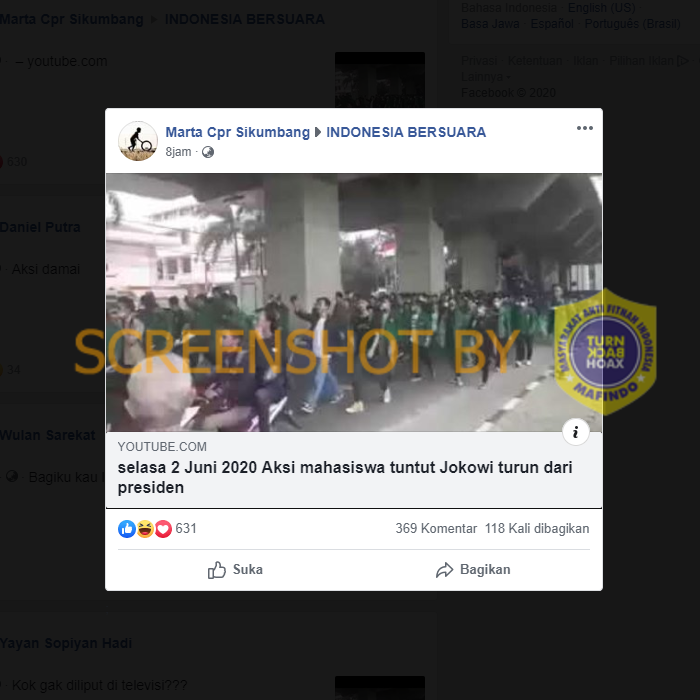 Marta Cpr Sikumbang INDONESIA BERSUARA
– youtube.com
630
Daniel Putra
Aksi damai
34
Wulan Sarekat
Bagiku kau
Yayan Sopiyan Hadi
Kok gak diliput di televisi???
Bahasa Indonesia · English (US)
Basa Jawa · Español · Português (Brasil)
Privasi · Ketentuan · Iklan · Pilihan Iklan
Lainnya
Facebook © 2020
Marta Cpr Sikumbang INDONESIA BERSUARA
8jam ·
SCREENSHOT BY
MASYARAKAT ANTI FITNAH INDONESIA
TURN
BACK
HOAX
MAFINDO
YOUTUBE.COM
selasa 2 Juni 2020 Aksi mahasiswa tuntut Jokowi turun dari
presiden
631
369 Komentar 118 Kali dibagikan
Suka
Bagikan